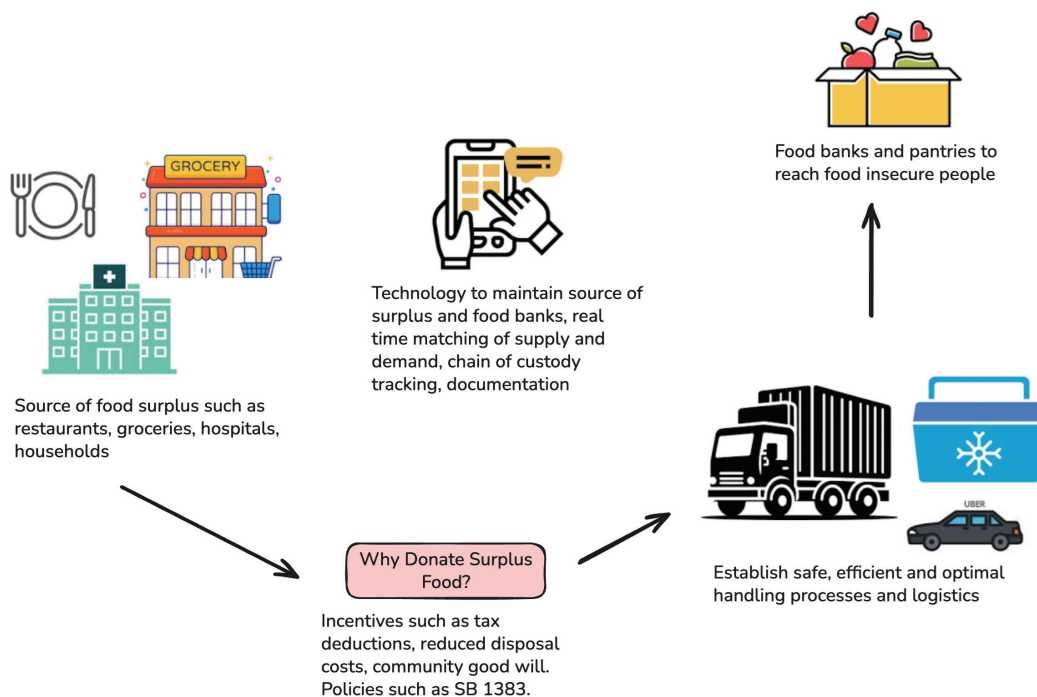 GROCERY
Source of food surplus such as
restaurants, groceries, hospitals,
households
Technology to maintain source of
surplus and food banks, real
time matching of supply and
demand, chain of custody
tracking, documentation
Why Donate Surplus
Food?
Incentives such as tax
deductions, reduced disposal
costs, community good will.
Policies such as SB 1383.
UBER
Establish safe, efficient and optimal
handling processes and logistics
Food banks and pantries to
reach food insecure people